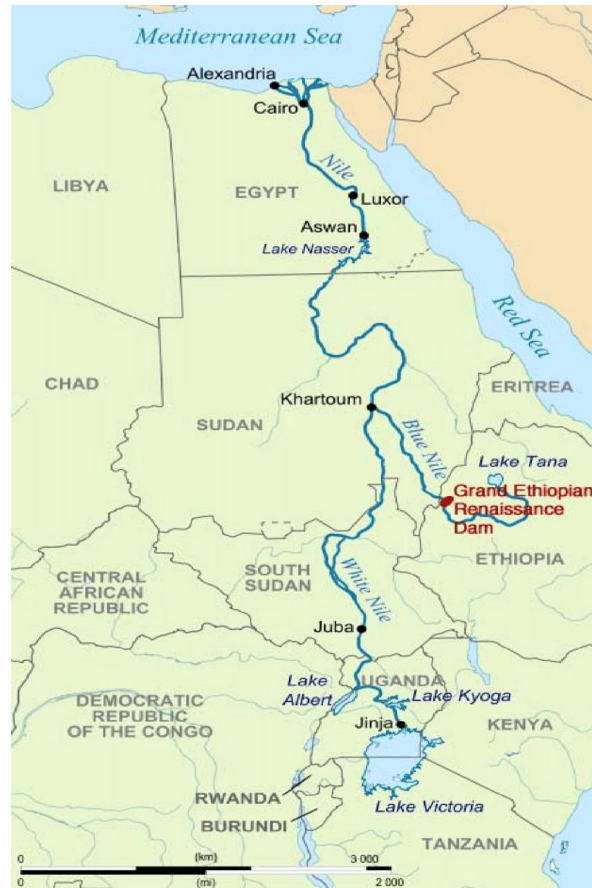 Mediterranean Sea
Alexandria
Cairo
Nile
LIBYA
EGYPT
Luxor
Aswan
Lake Nasser
Red Sea
CHAD
ERITREA
Khartoum
SUDAN
Blue Nile
Lake Tana
Grand Ethiopian
Renaissance
Dam
ETHIOPIA
CENTRAL
AFRICAN
REPUBLIC
SOUTH
SUDAN
White Nile
Juba
UGANDA
Lake
Albert
Lake Kyoga
DEMOCRATIC
REPUBLIC
OF THE CONGO
Jinja
KENYA
RWANDA
Lake Victoria
BURUNDI
TANZANIA
0 (km) 3 000
0 (mi) 2 000